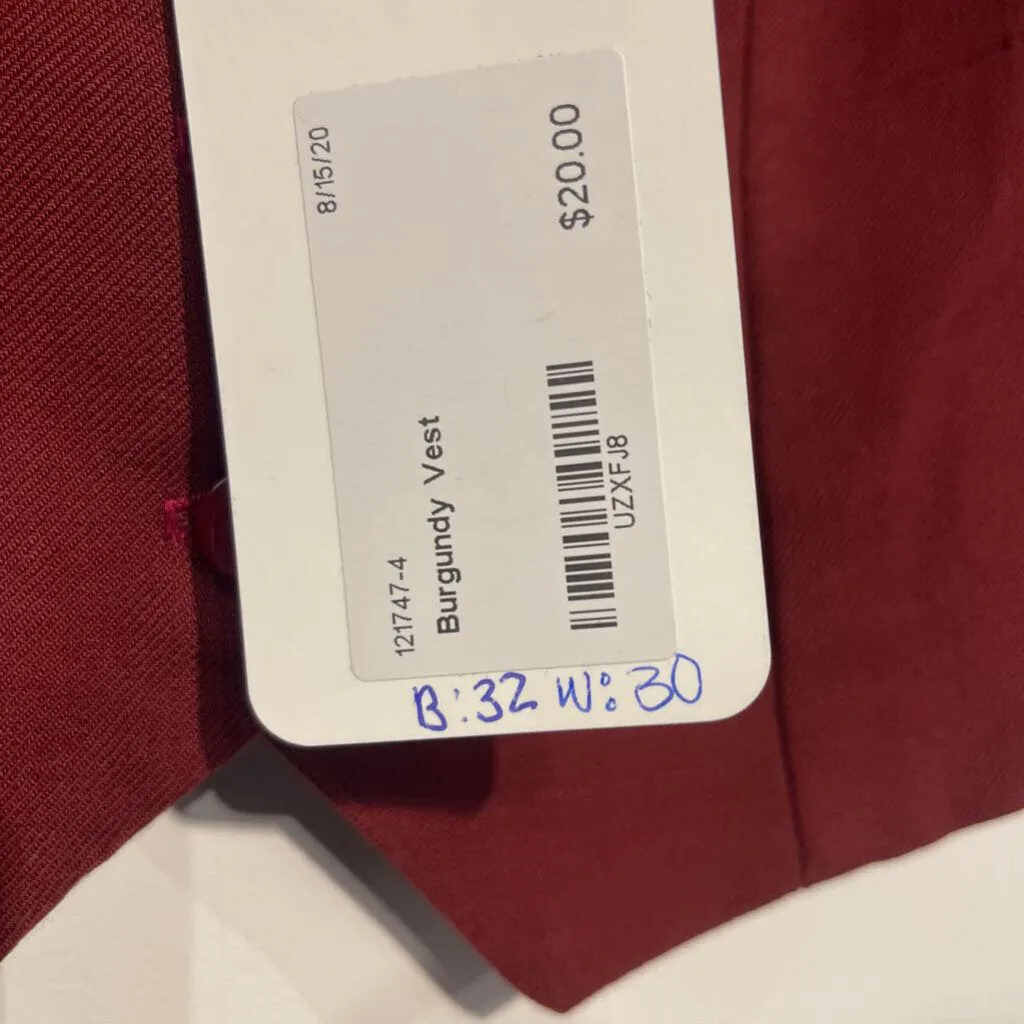 8/15/20
121747-4
Burgundy Vest
$20.00
UZXFJ8
B:32 W:30